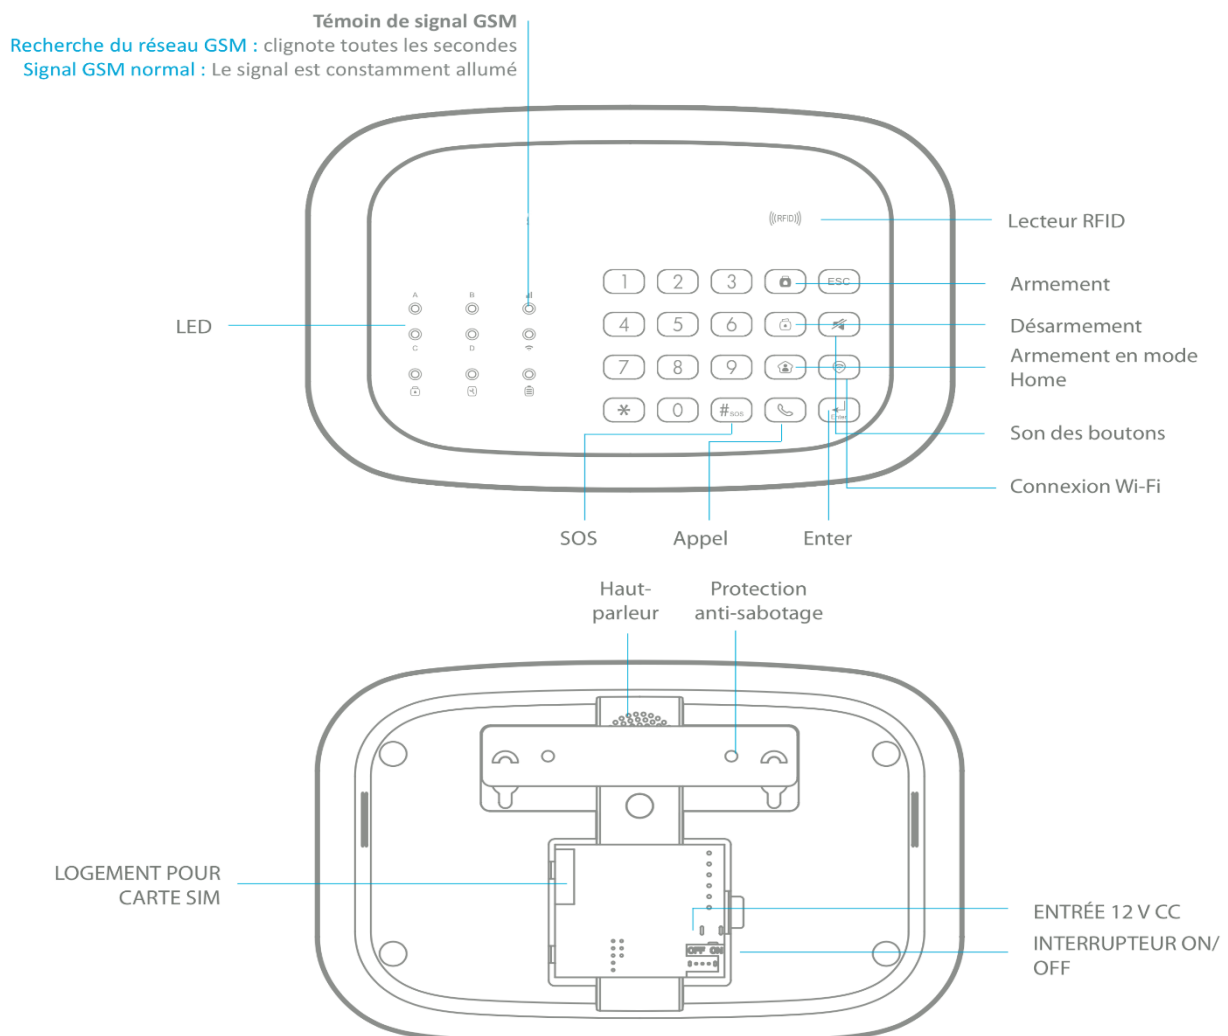 Témoin de signal GSM
Recherche du réseau GSM : clignote toutes les secondes
Signal GSM normal : Le signal est constamment allumé
((RFID))
Lecteur RFID
1 2 3 ESC
Armement
A B
LED
4 5 6
Désarmement
C D
7 8 9
Armement en mode
Home
* 0 #SOS Enter
Son des boutons
Connexion Wi-Fi
SOS Appel Enter
Haut-
parleur
Protection
anti-sabotage
LOGEMENT POUR
CARTE SIM
ENTRÉE 12 V CC
OFF ON
INTERRUPTEUR ON/
OFF